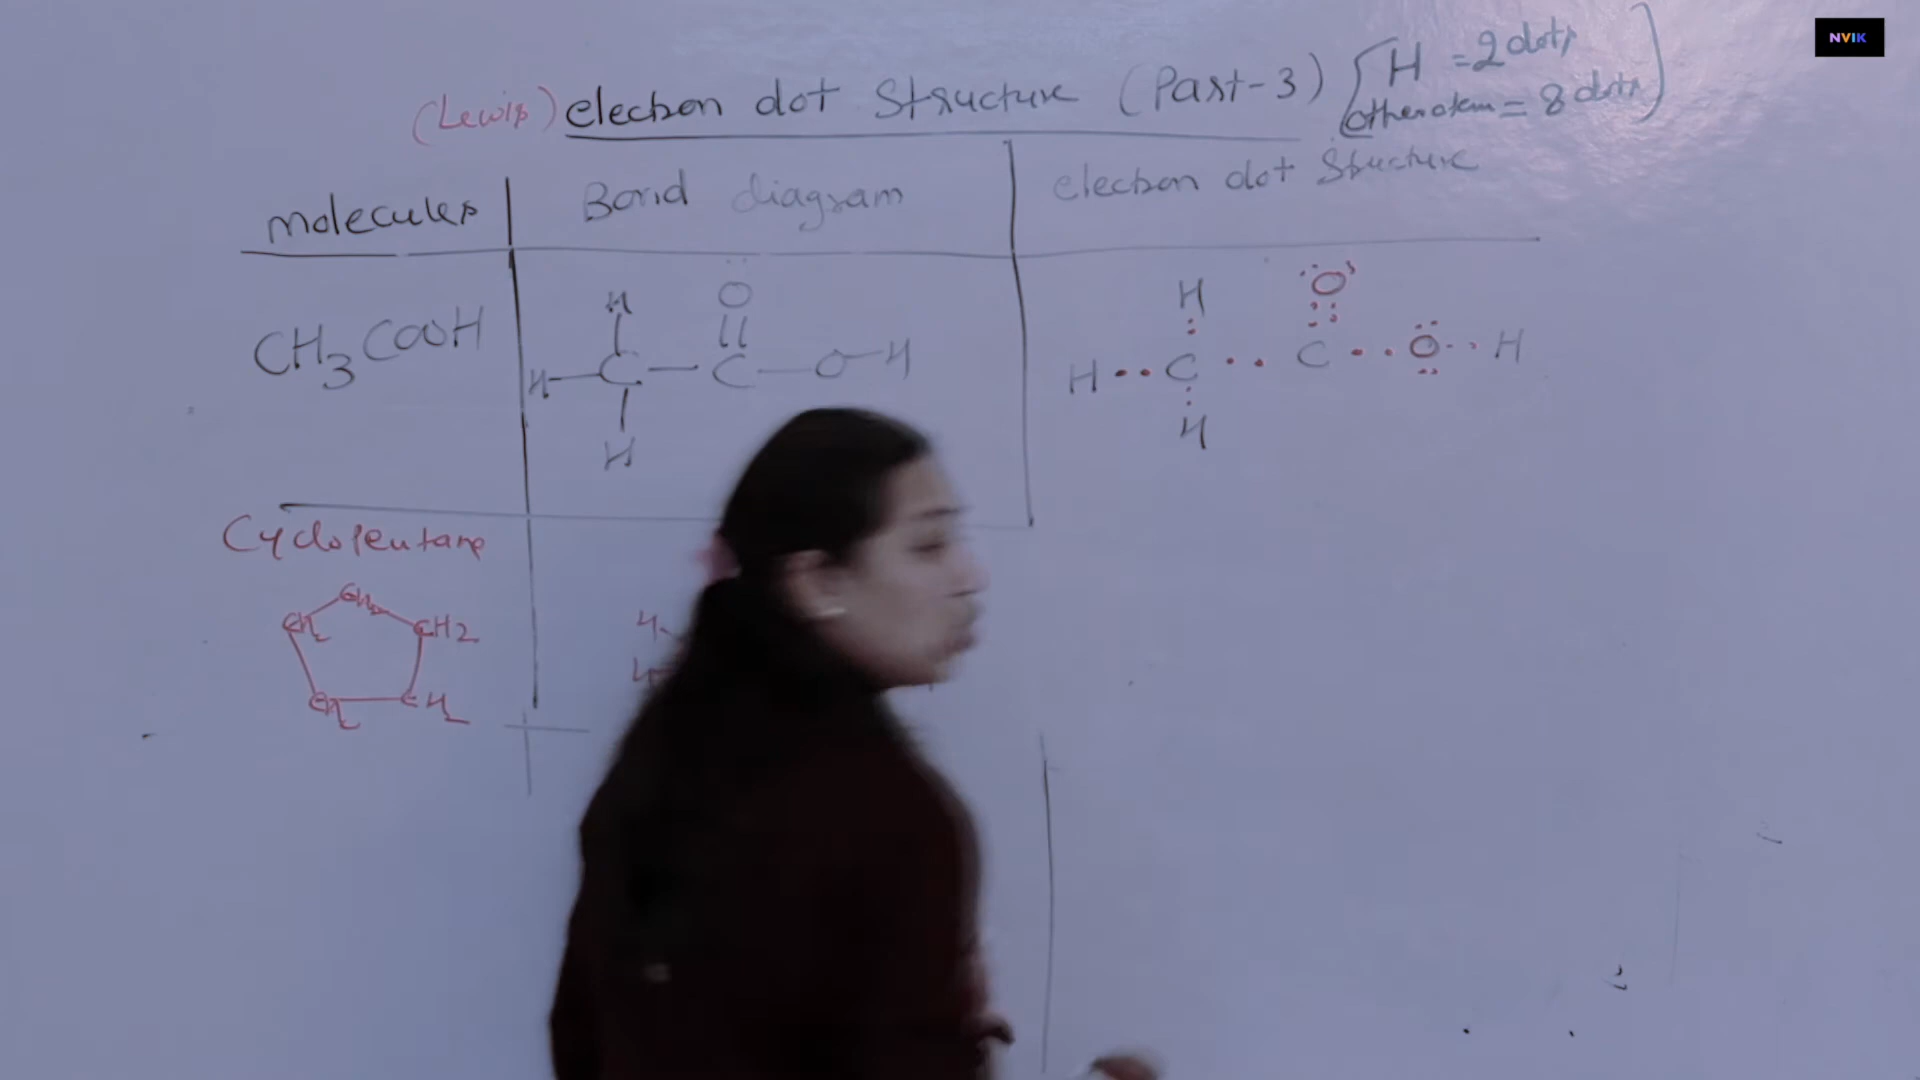 NVIK
(Lewis) electron dot Structure (Part-3) [H = 2 dots
other atom = 8 dots]
molecules Bond diagram electron dot Structure
H O H :O:
|| : ::
CH3COOH H-C-C-O-H H··C··C··O··H
H H
Cyclopentane
CH2
CH2 CH2 H
CH2 CH2 H